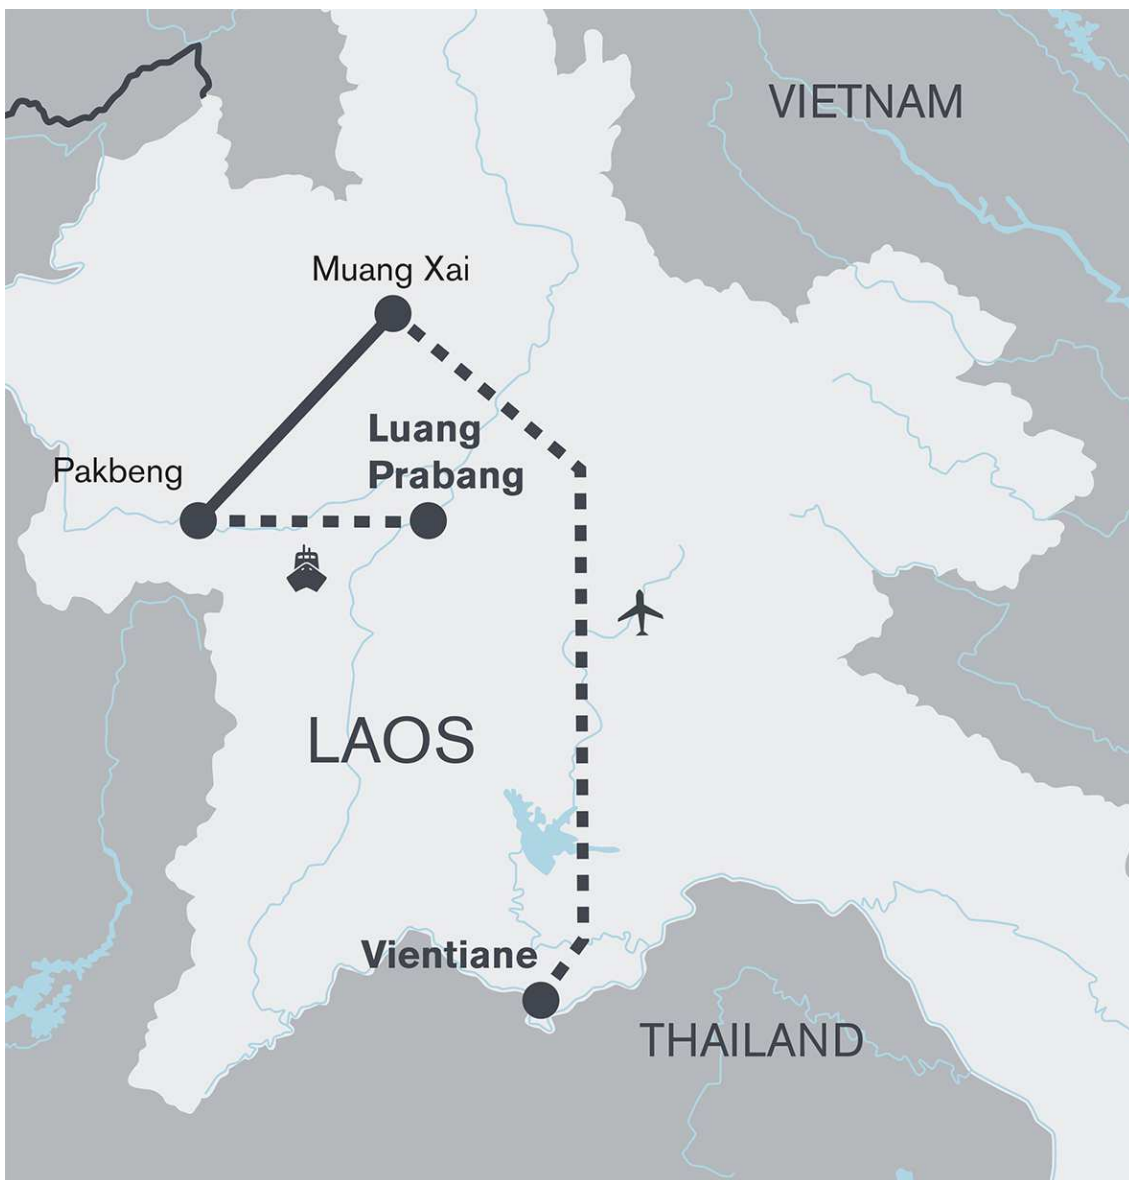 VIETNAM
Muang Xai
Luang
Prabang
Pakbeng
LAOS
Vientiane
THAILAND